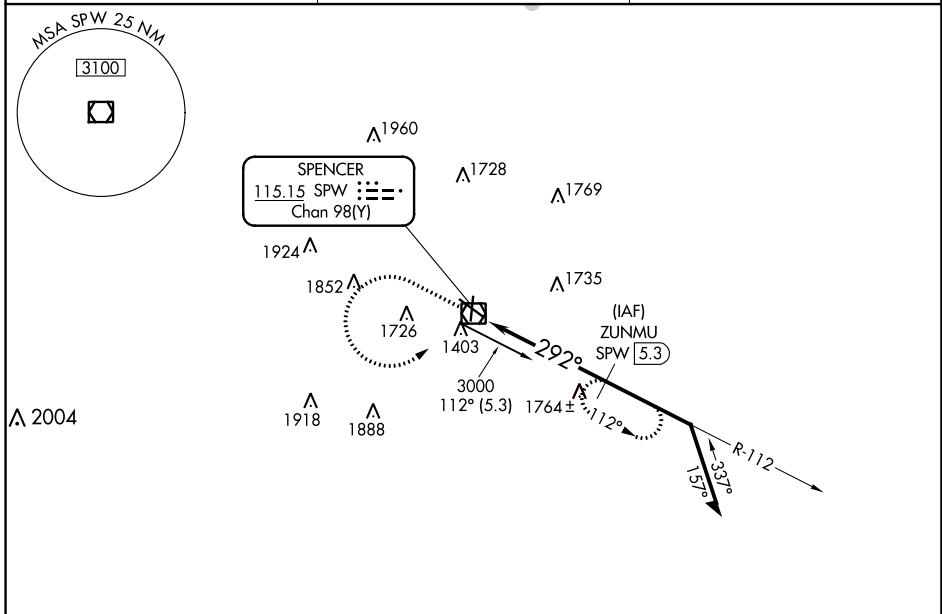 MSA SPW 25 NM
3100
1960
1728
1769
SPENCER
115.15 SPW
Chan 98(Y)
1924
1852
1735
1726
1403
(IAF)
ZUNMU
SPW 5.3
292°
3000
112° (5.3)
1764±
112°
2004
1918
1888
R-112
337°
157°